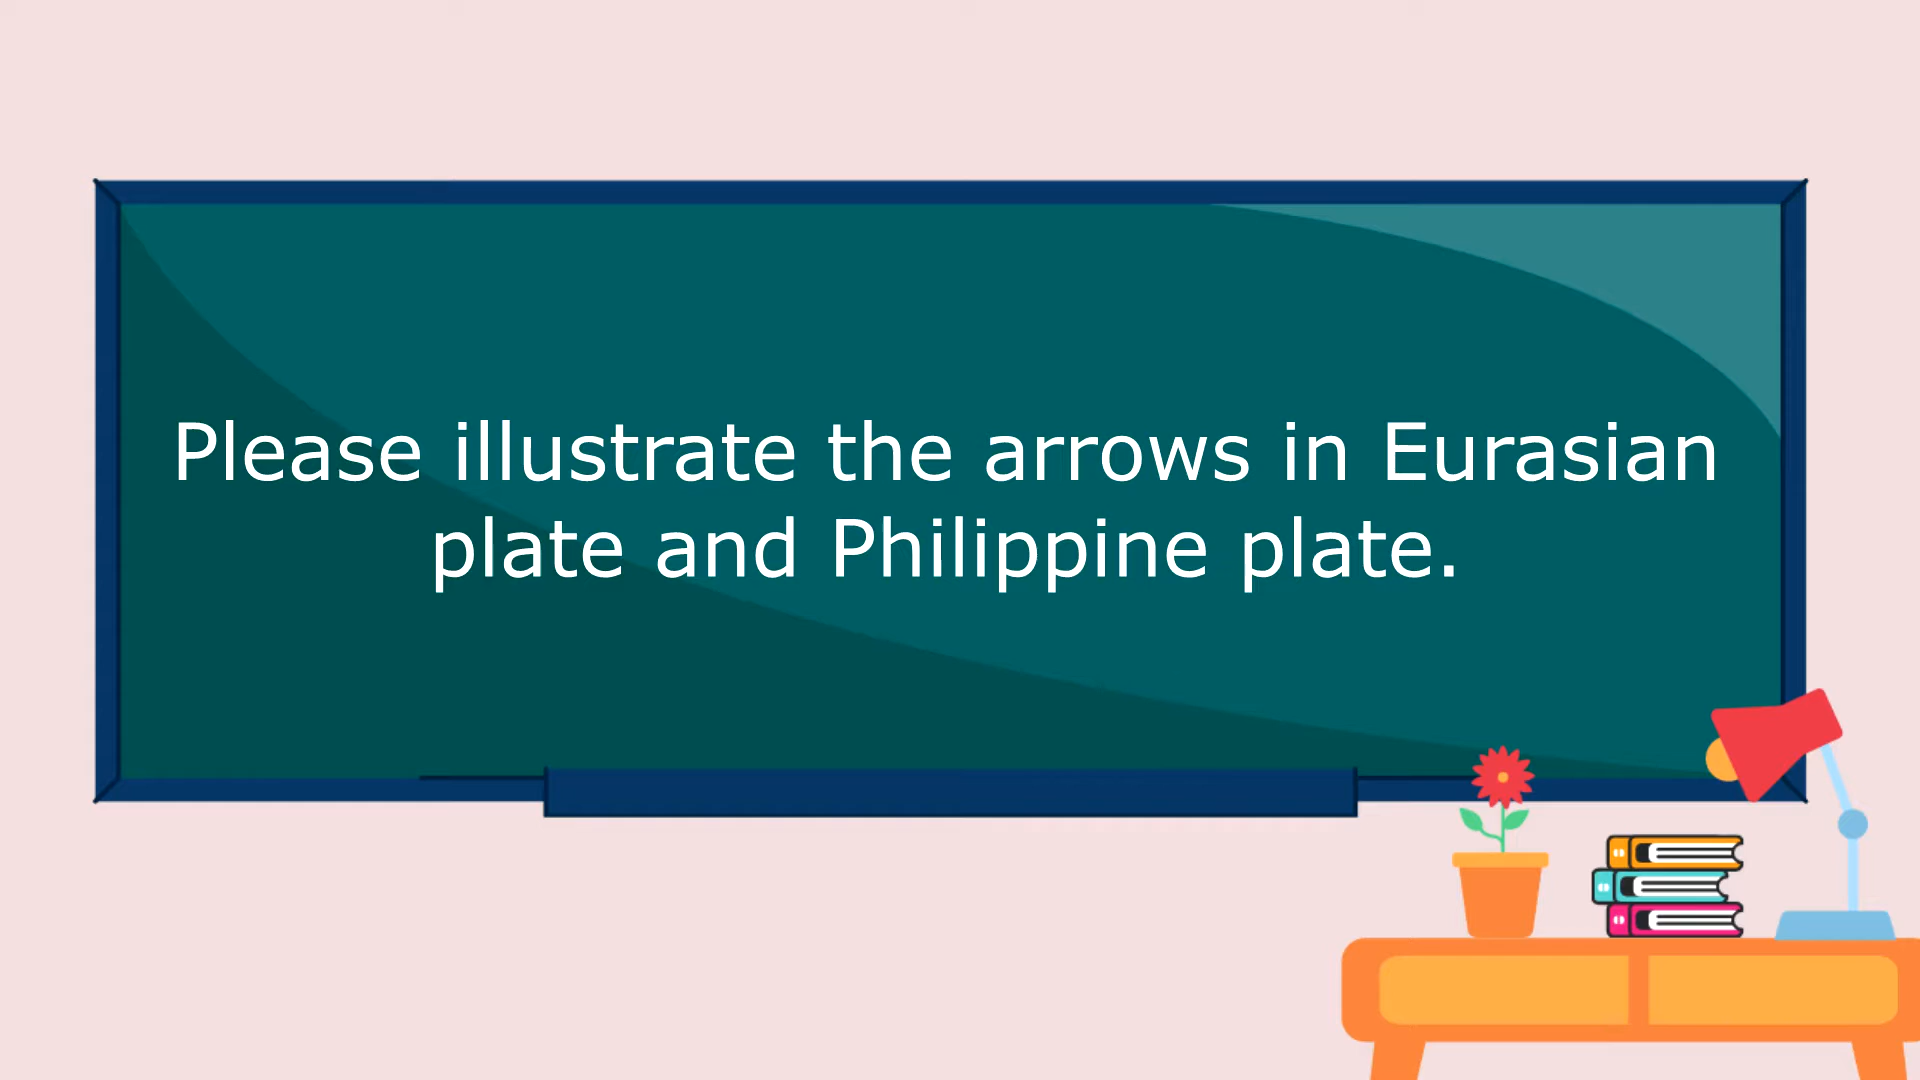 Please illustrate the arrows in Eurasian
plate and Philippine plate.